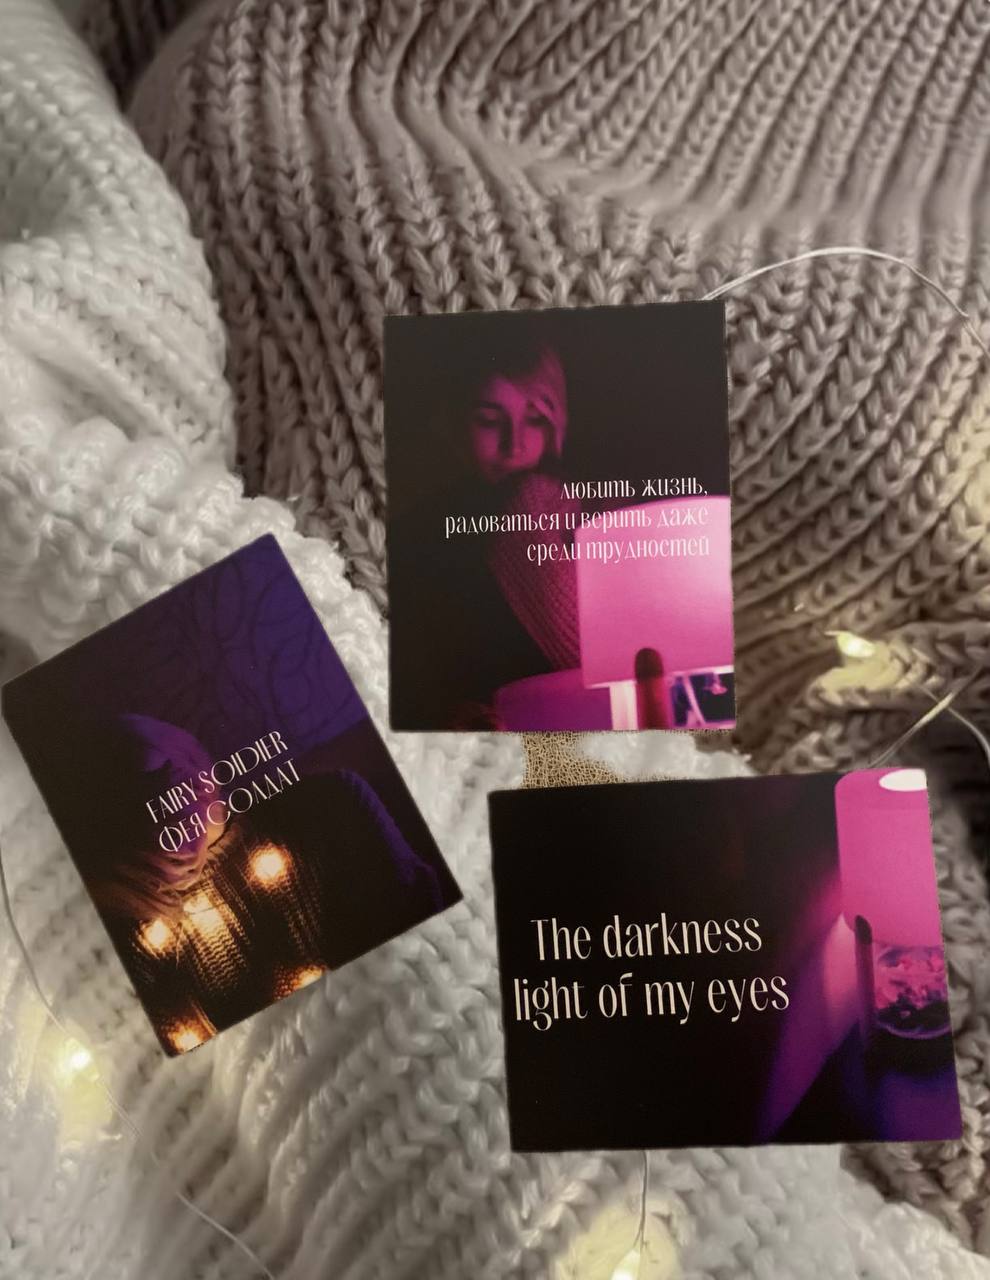 любить жизнь,
радоваться и верить даже
среди трудностей
FAIRY SOLDIER
ФЕЯ СОЛДАТ
The darkness
light of my eyes